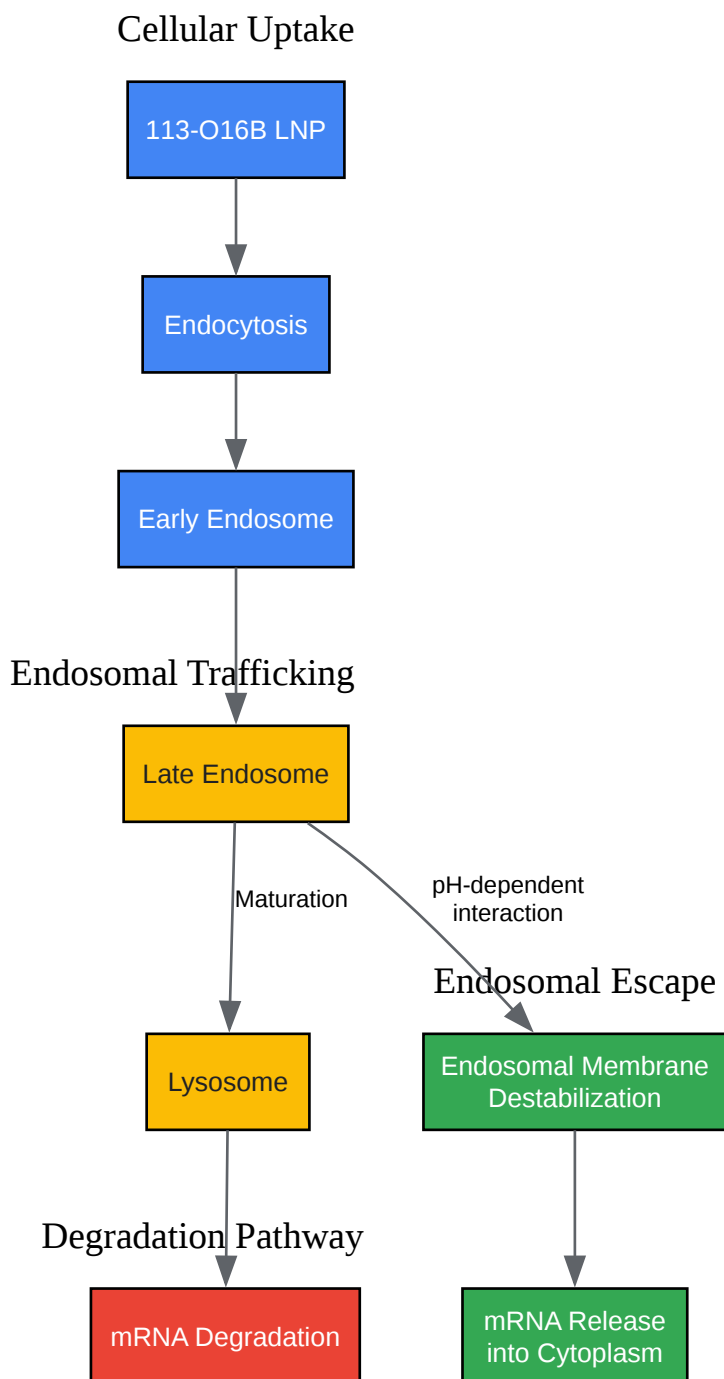 Cellular Uptake
113-O16B LNP
Endocytosis
Early Endosome
Endosomal Trafficking
Late Endosome
Maturation
pH-dependent
interaction
Endosomal Escape
Lysosome
Endosomal Membrane
Destabilization
Degradation Pathway
mRNA Degradation
mRNA Release
into Cytoplasm